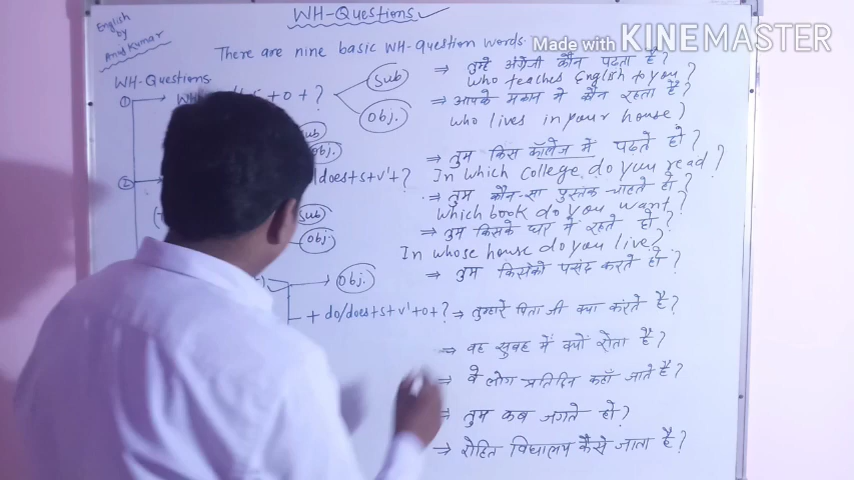 WH-Questions
English
by
Anuj Kumar
Made with KINEMASTER
There are nine basic WH-question words.
WH-Questions
① → WH + o + ?
Sub
Obj.
⇒ तुम्हें अंग्रेजी कौन पढ़ाता है?
Who teaches English to you?
⇒ आपके मकान में कौन रहता है?
who lives in your house)
Sub
Obj.
② → /does+s+v¹+?
⇒ तुम किस कॉलेज में पढ़ते हो?
In which college do you read?
⇒ तुम कौन-सा पुस्तक चाहते हो?
which book do you want?
Sub
Obj.
⇒ तुम किसके घर में रहते हो?
In whose house do you live?
→ Obj.
⇒ तुम किसको पसंद करते हो?
+ do/does+s+v¹+o+?
⇒ तुम्हारे पिता जी क्या करते है?
⇒ वह सुबह में क्यों रोता है?
⇒ वे लोग प्रतिदिन कहाँ जाते है?
⇒ तुम कब जगते हो?
⇒ रोहित विद्यालय कैसे जाता है?